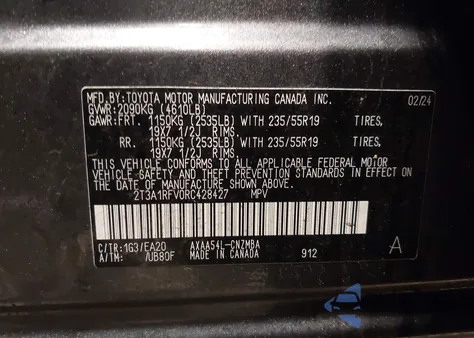 MFD.BY:TOYOTA MOTOR MANUFACTURING CANADA INC. 02/24
GVWR:2090KG (4610LB)
GAWR:FRT. 1150KG (2535LB) WITH 235/55R19 TIRES,
19X7 1/2J RIMS.
RR. 1150KG (2535LB) WITH 235/55R19 TIRES,
19X7 1/2J RIMS.
THIS VEHICLE CONFORMS TO ALL APPLICABLE FEDERAL MOTOR
VEHICLE SAFETY AND THEFT PREVENTION STANDARDS IN EFFECT
ON THE DATE OF MANUFACTURE SHOWN ABOVE.
2T3A1RFV0RC428427 MPV
C/TR:1G3/EA20 AXAA54L-CNZMBA A
A/TM: /UB80F MADE IN CANADA 912